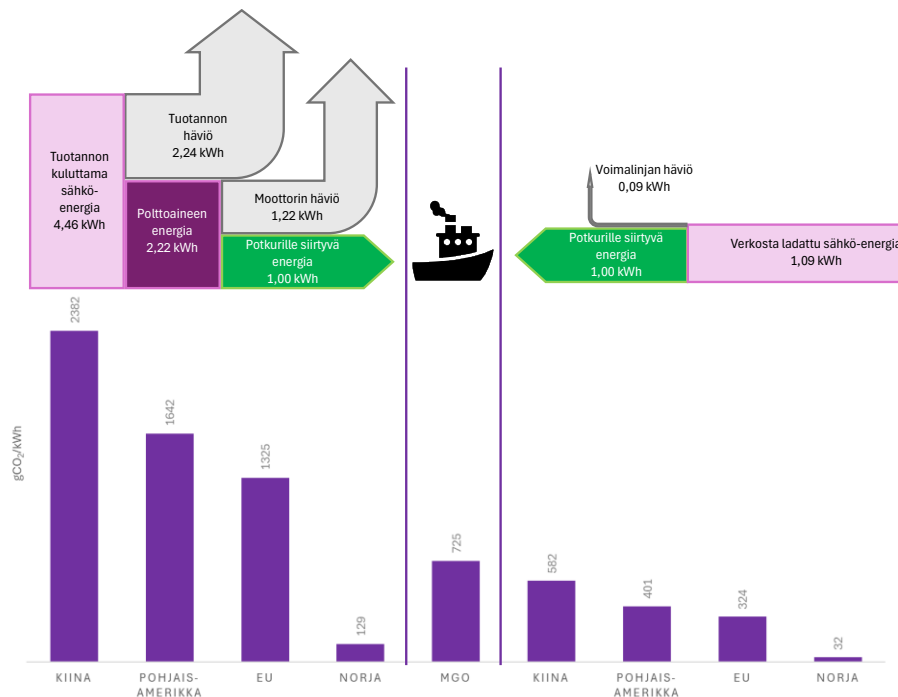 Tuotannon
häviö
2,24 kWh
Tuotannon
kuluttama
sähkö-
energia
4,46 kWh
Polttoaineen
energia
2,22 kWh
Moottorin häviö
1,22 kWh
Potkurille siirtyvä
energia
1,00 kWh
Voimalinjan häviö
0,09 kWh
Potkurille siirtyvä
energia
1,00 kWh
Verkosta ladattu sähkö-energia
1,09 kWh
gCO₂/kWh
2382
1642
1325
129
725
582
401
324
32
KIINA
POHJAIS-
AMERIKKA
EU
NORJA
MGO
KIINA
POHJAIS-
AMERIKKA
EU
NORJA